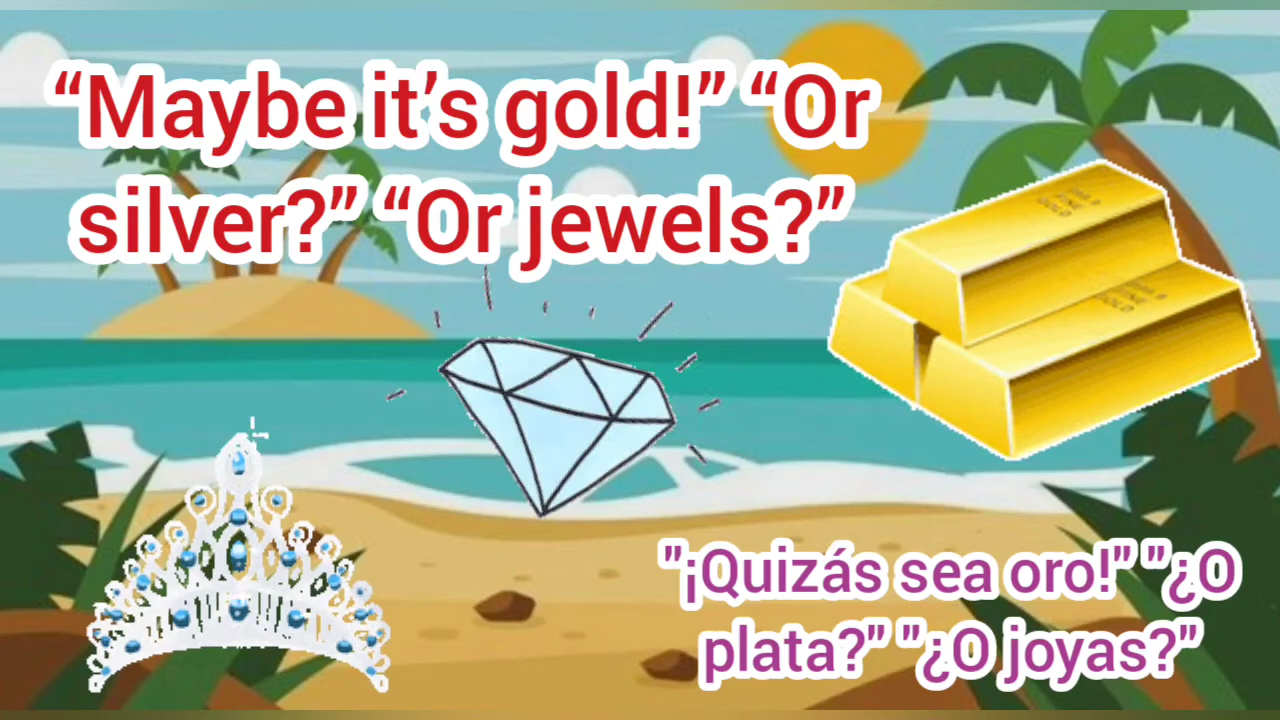 “Maybe it’s gold!” “Or
silver?” “Or jewels?”
"¡Quizás sea oro!" "¿O
plata?" "¿O joyas?”